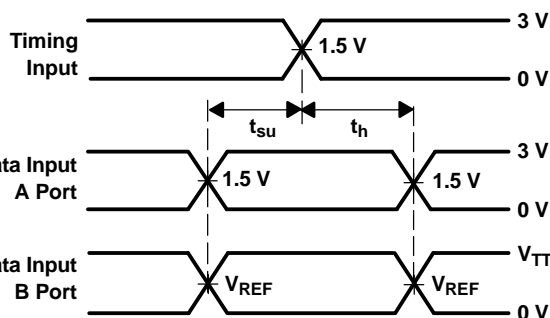 3 V
Timing
Input
1.5 V
0 V
tsu
th
ata Input
A Port
3 V
1.5 V
1.5 V
0 V
ata Input
B Port
VTT
VREF
VREF
0 V